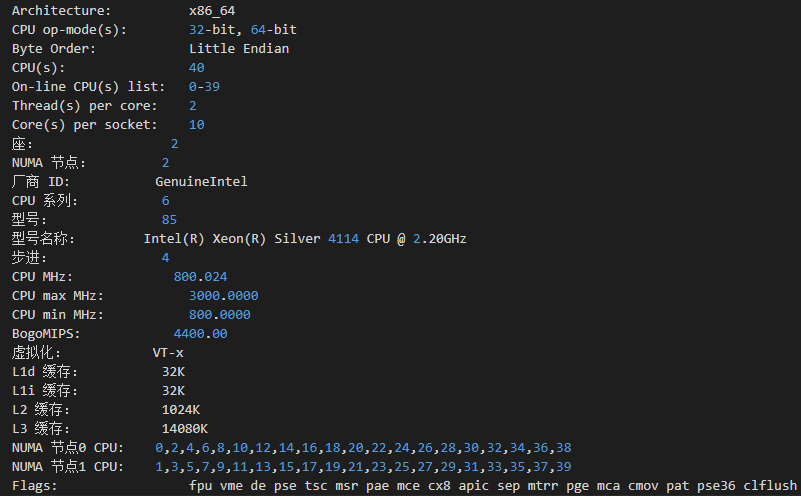 Architecture: x86_64
CPU op-mode(s): 32-bit, 64-bit
Byte Order: Little Endian
CPU(s): 40
On-line CPU(s) list: 0-39
Thread(s) per core: 2
Core(s) per socket: 10
座: 2
NUMA 节点: 2
厂商 ID: GenuineIntel
CPU 系列: 6
型号: 85
型号名称: Intel(R) Xeon(R) Silver 4114 CPU @ 2.20GHz
步进: 4
CPU MHz: 800.024
CPU max MHz: 3000.0000
CPU min MHz: 800.0000
BogoMIPS: 4400.00
虚拟化: VT-x
L1d 缓存: 32K
L1i 缓存: 32K
L2 缓存: 1024K
L3 缓存: 14080K
NUMA 节点0 CPU: 0,2,4,6,8,10,12,14,16,18,20,22,24,26,28,30,32,34,36,38
NUMA 节点1 CPU: 1,3,5,7,9,11,13,15,17,19,21,23,25,27,29,31,33,35,37,39
Flags: fpu vme de pse tsc msr pae mce cx8 apic sep mtrr pge mca cmov pat pse36 clflush